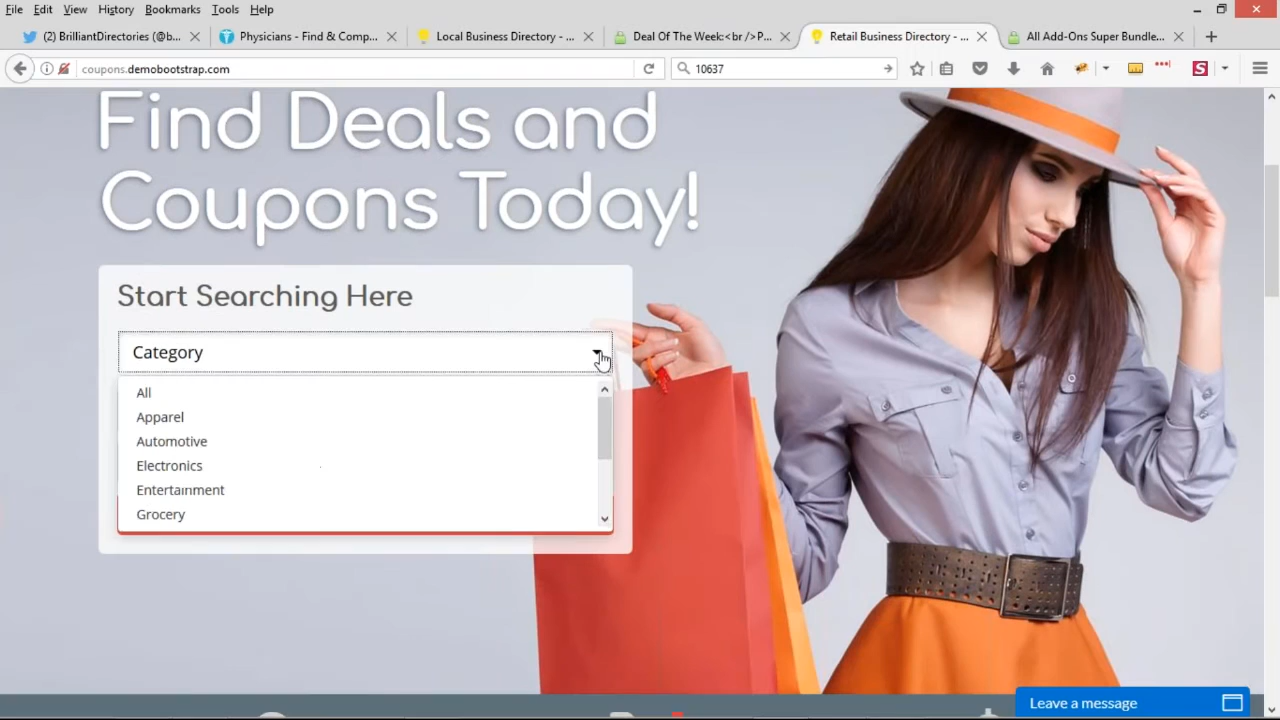 File Edit View History Bookmarks Tools Help
(2) BrilliantDirectories (@b...
Physicians - Find & Comp...
Local Business Directory - ...
Deal Of The Week:<br />P...
Retail Business Directory - ...
All Add-Ons Super Bundle...
coupons.demobootstrap.com
10637
Find Deals and
Coupons Today!
Start Searching Here
Category
All
Apparel
Automotive
Electronics
Entertainment
Grocery
Leave a message